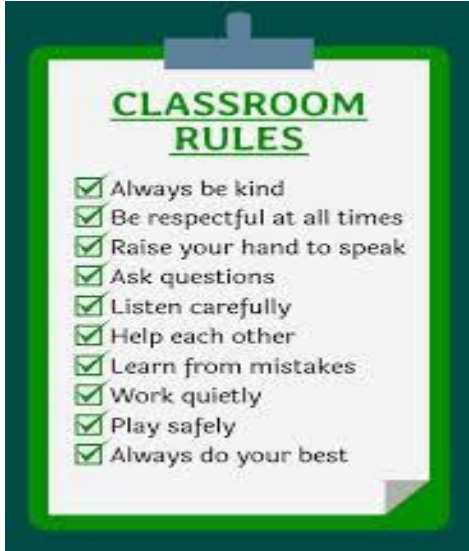 CLASSROOM
RULES
Always be kind
Be respectful at all times
Raise your hand to speak
Ask questions
Listen carefully
Help each other
Learn from mistakes
Work quietly
Play safely
Always do your best